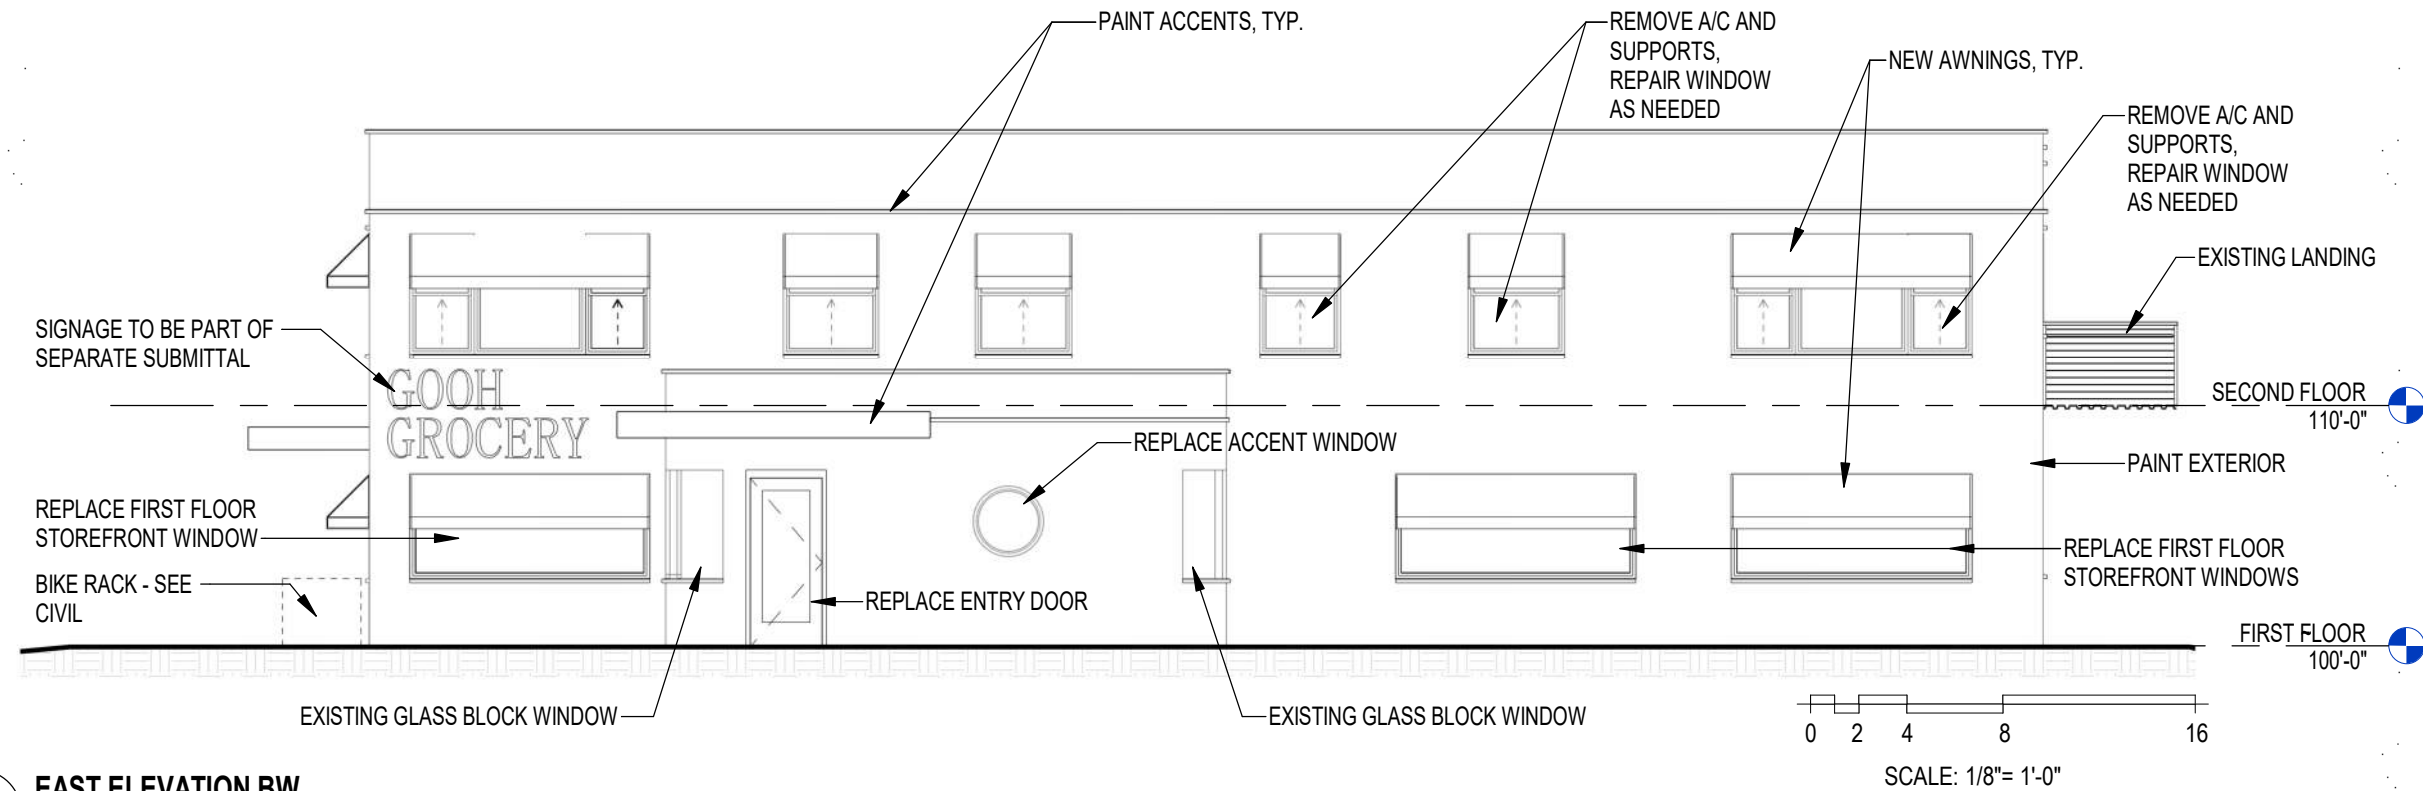 PAINT ACCENTS, TYP.
REMOVE A/C AND
SUPPORTS,
REPAIR WINDOW
AS NEEDED
NEW AWNINGS, TYP.
REMOVE A/C AND
SUPPORTS,
REPAIR WINDOW
AS NEEDED
EXISTING LANDING
SIGNAGE TO BE PART OF
SEPARATE SUBMITTAL
GOOH
GROCERY
SECOND FLOOR
110'-0"
REPLACE ACCENT WINDOW
PAINT EXTERIOR
REPLACE FIRST FLOOR
STOREFRONT WINDOW
REPLACE FIRST FLOOR
STOREFRONT WINDOWS
BIKE RACK - SEE
CIVIL
REPLACE ENTRY DOOR
FIRST FLOOR
100'-0"
EXISTING GLASS BLOCK WINDOW
EXISTING GLASS BLOCK WINDOW
0 2 4 8 16
SCALE: 1/8"= 1'-0"
EAST ELEVATION BW